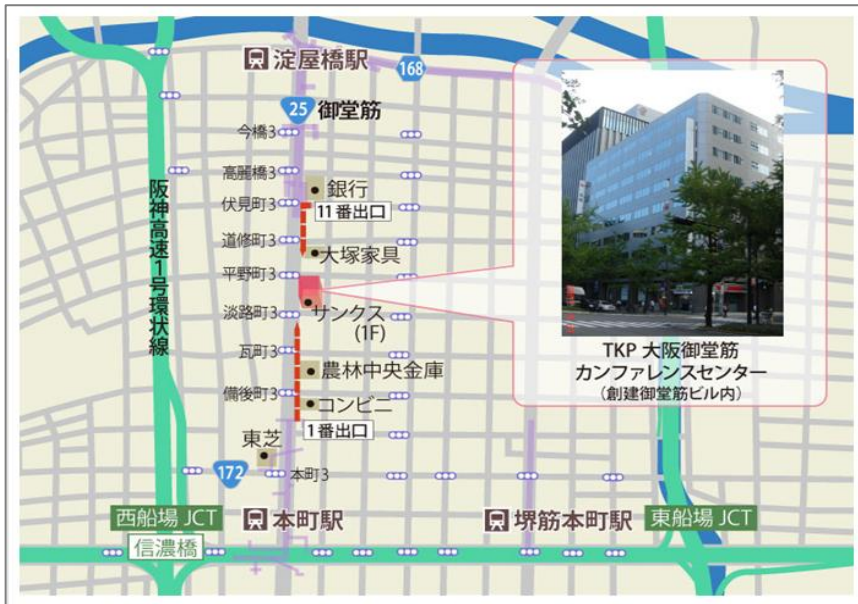 淀屋橋駅
168
25 御堂筋
今橋3
高麗橋3
銀行
伏見町3
11番出口
道修町3
大塚家具
平野町3
サンクス
(1F)
淡路町3
瓦町3
農林中央金庫
備後町3
コンビニ
1番出口
東芝
172
本町3
阪神高速1号環状線
TKP 大阪御堂筋
カンファレンスセンター
(創建御堂筋ビル内)
西船場 JCT
本町駅
堺筋本町駅
東船場 JCT
信濃橋